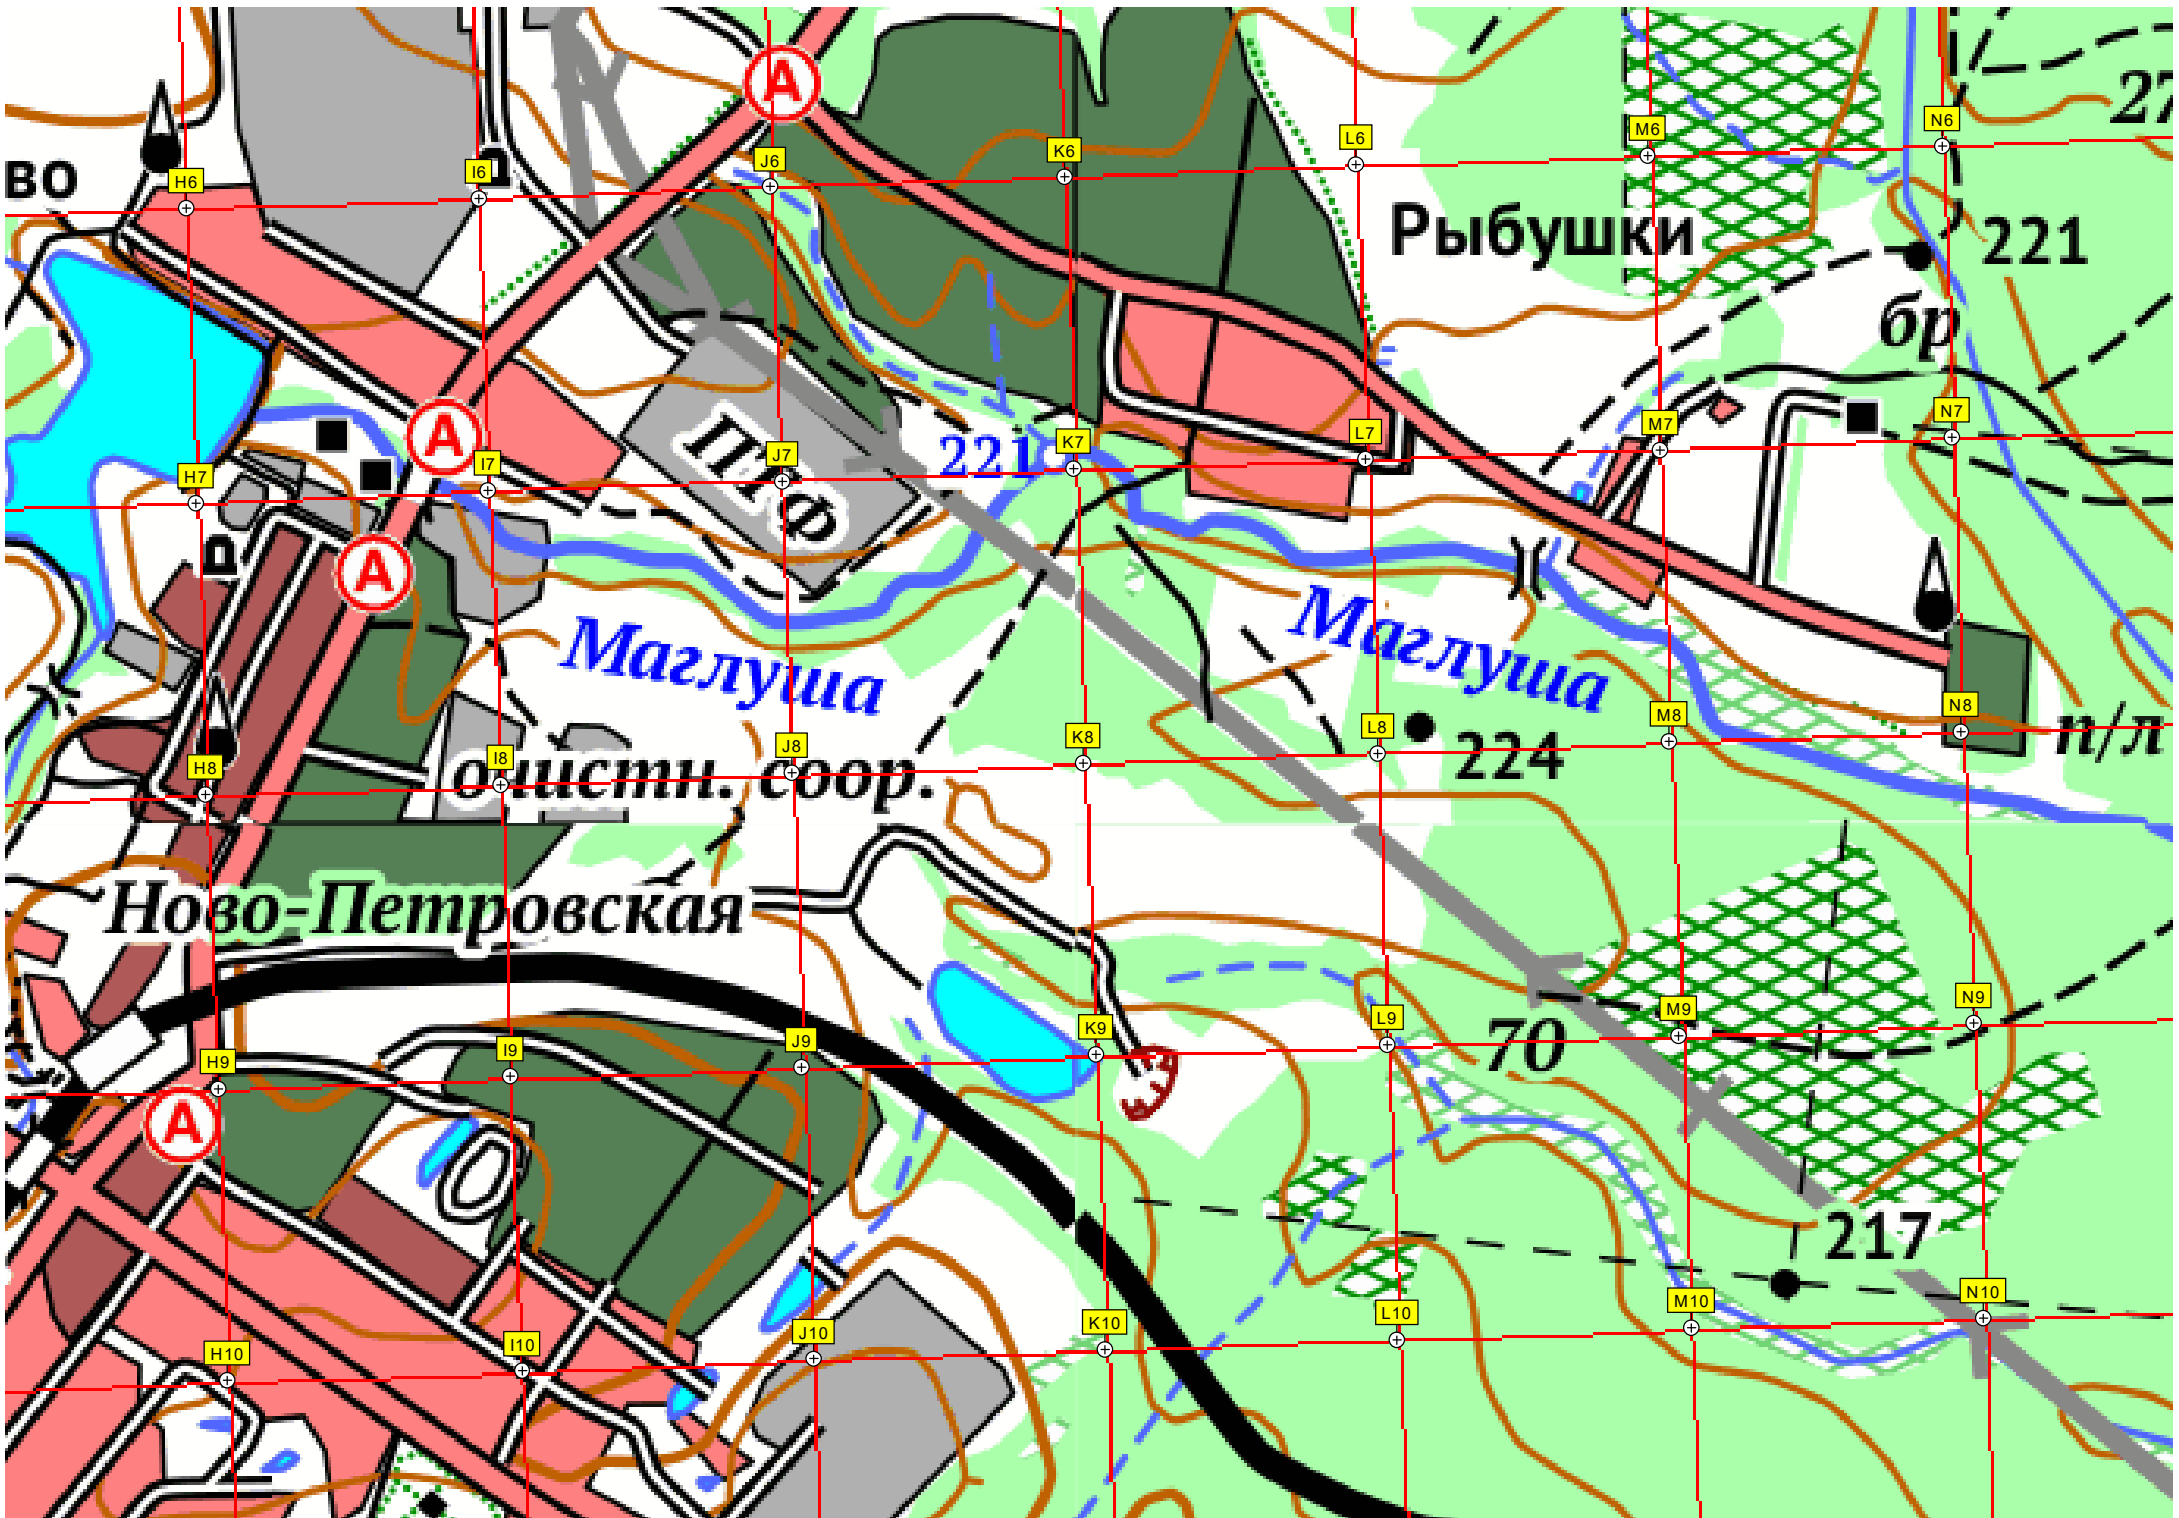 А
27
во
H6
I6
J6
K6
L6
M6
N6
Рыбушки
221
бр
А
H7
I7
J7
K7
L7
M7
N7
221
ПТФ
А
Маглуша
Маглуша
H8
I8
J8
K8
L8
M8
N8
224
п/л
очистн. соор.
Ново-Петровская
H9
I9
J9
K9
L9
M9
N9
70
А
217
H10
I10
J10
K10
L10
M10
N10